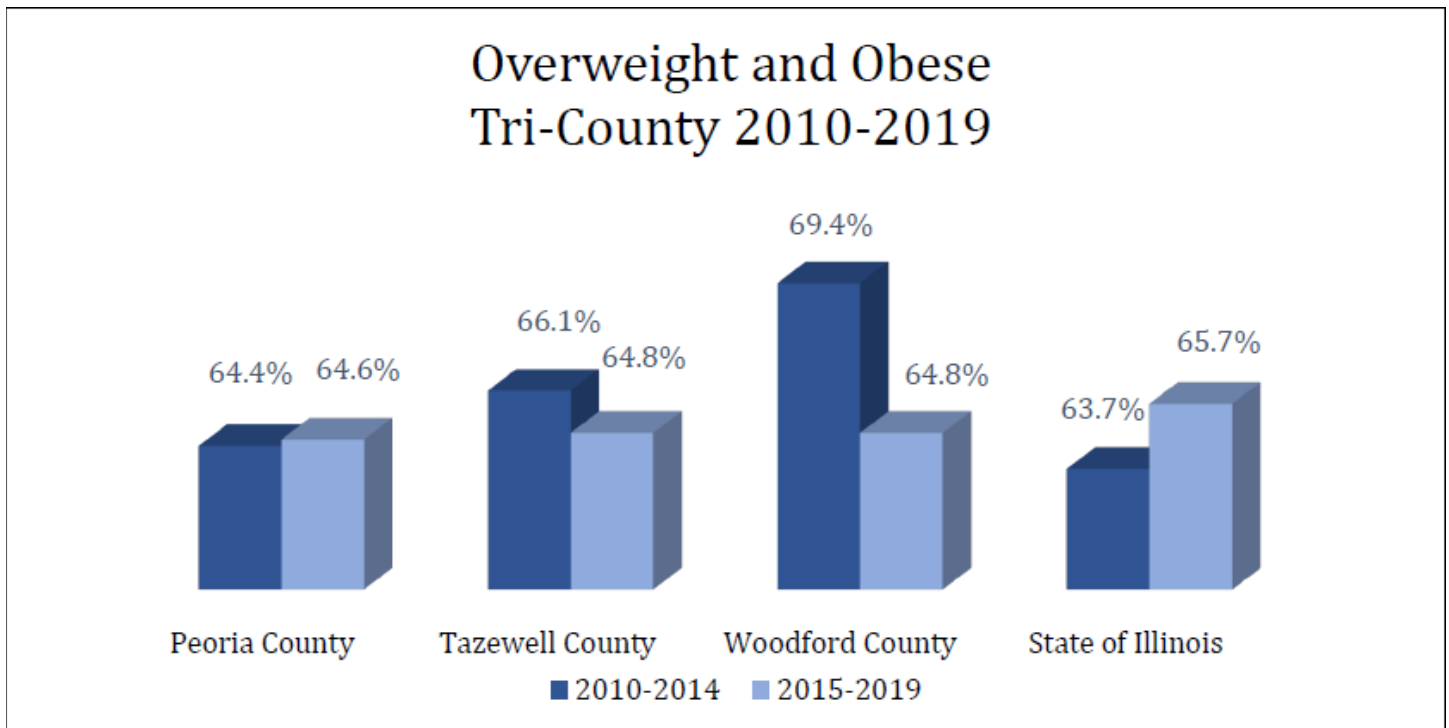 Overweight and Obese
Tri-County 2010-2019
69.4%
66.1%
64.8%
64.4%
64.6%
64.8%
65.7%
63.7%
Peoria County
Tazewell County
Woodford County
State of Illinois
2010-2014
2015-2019